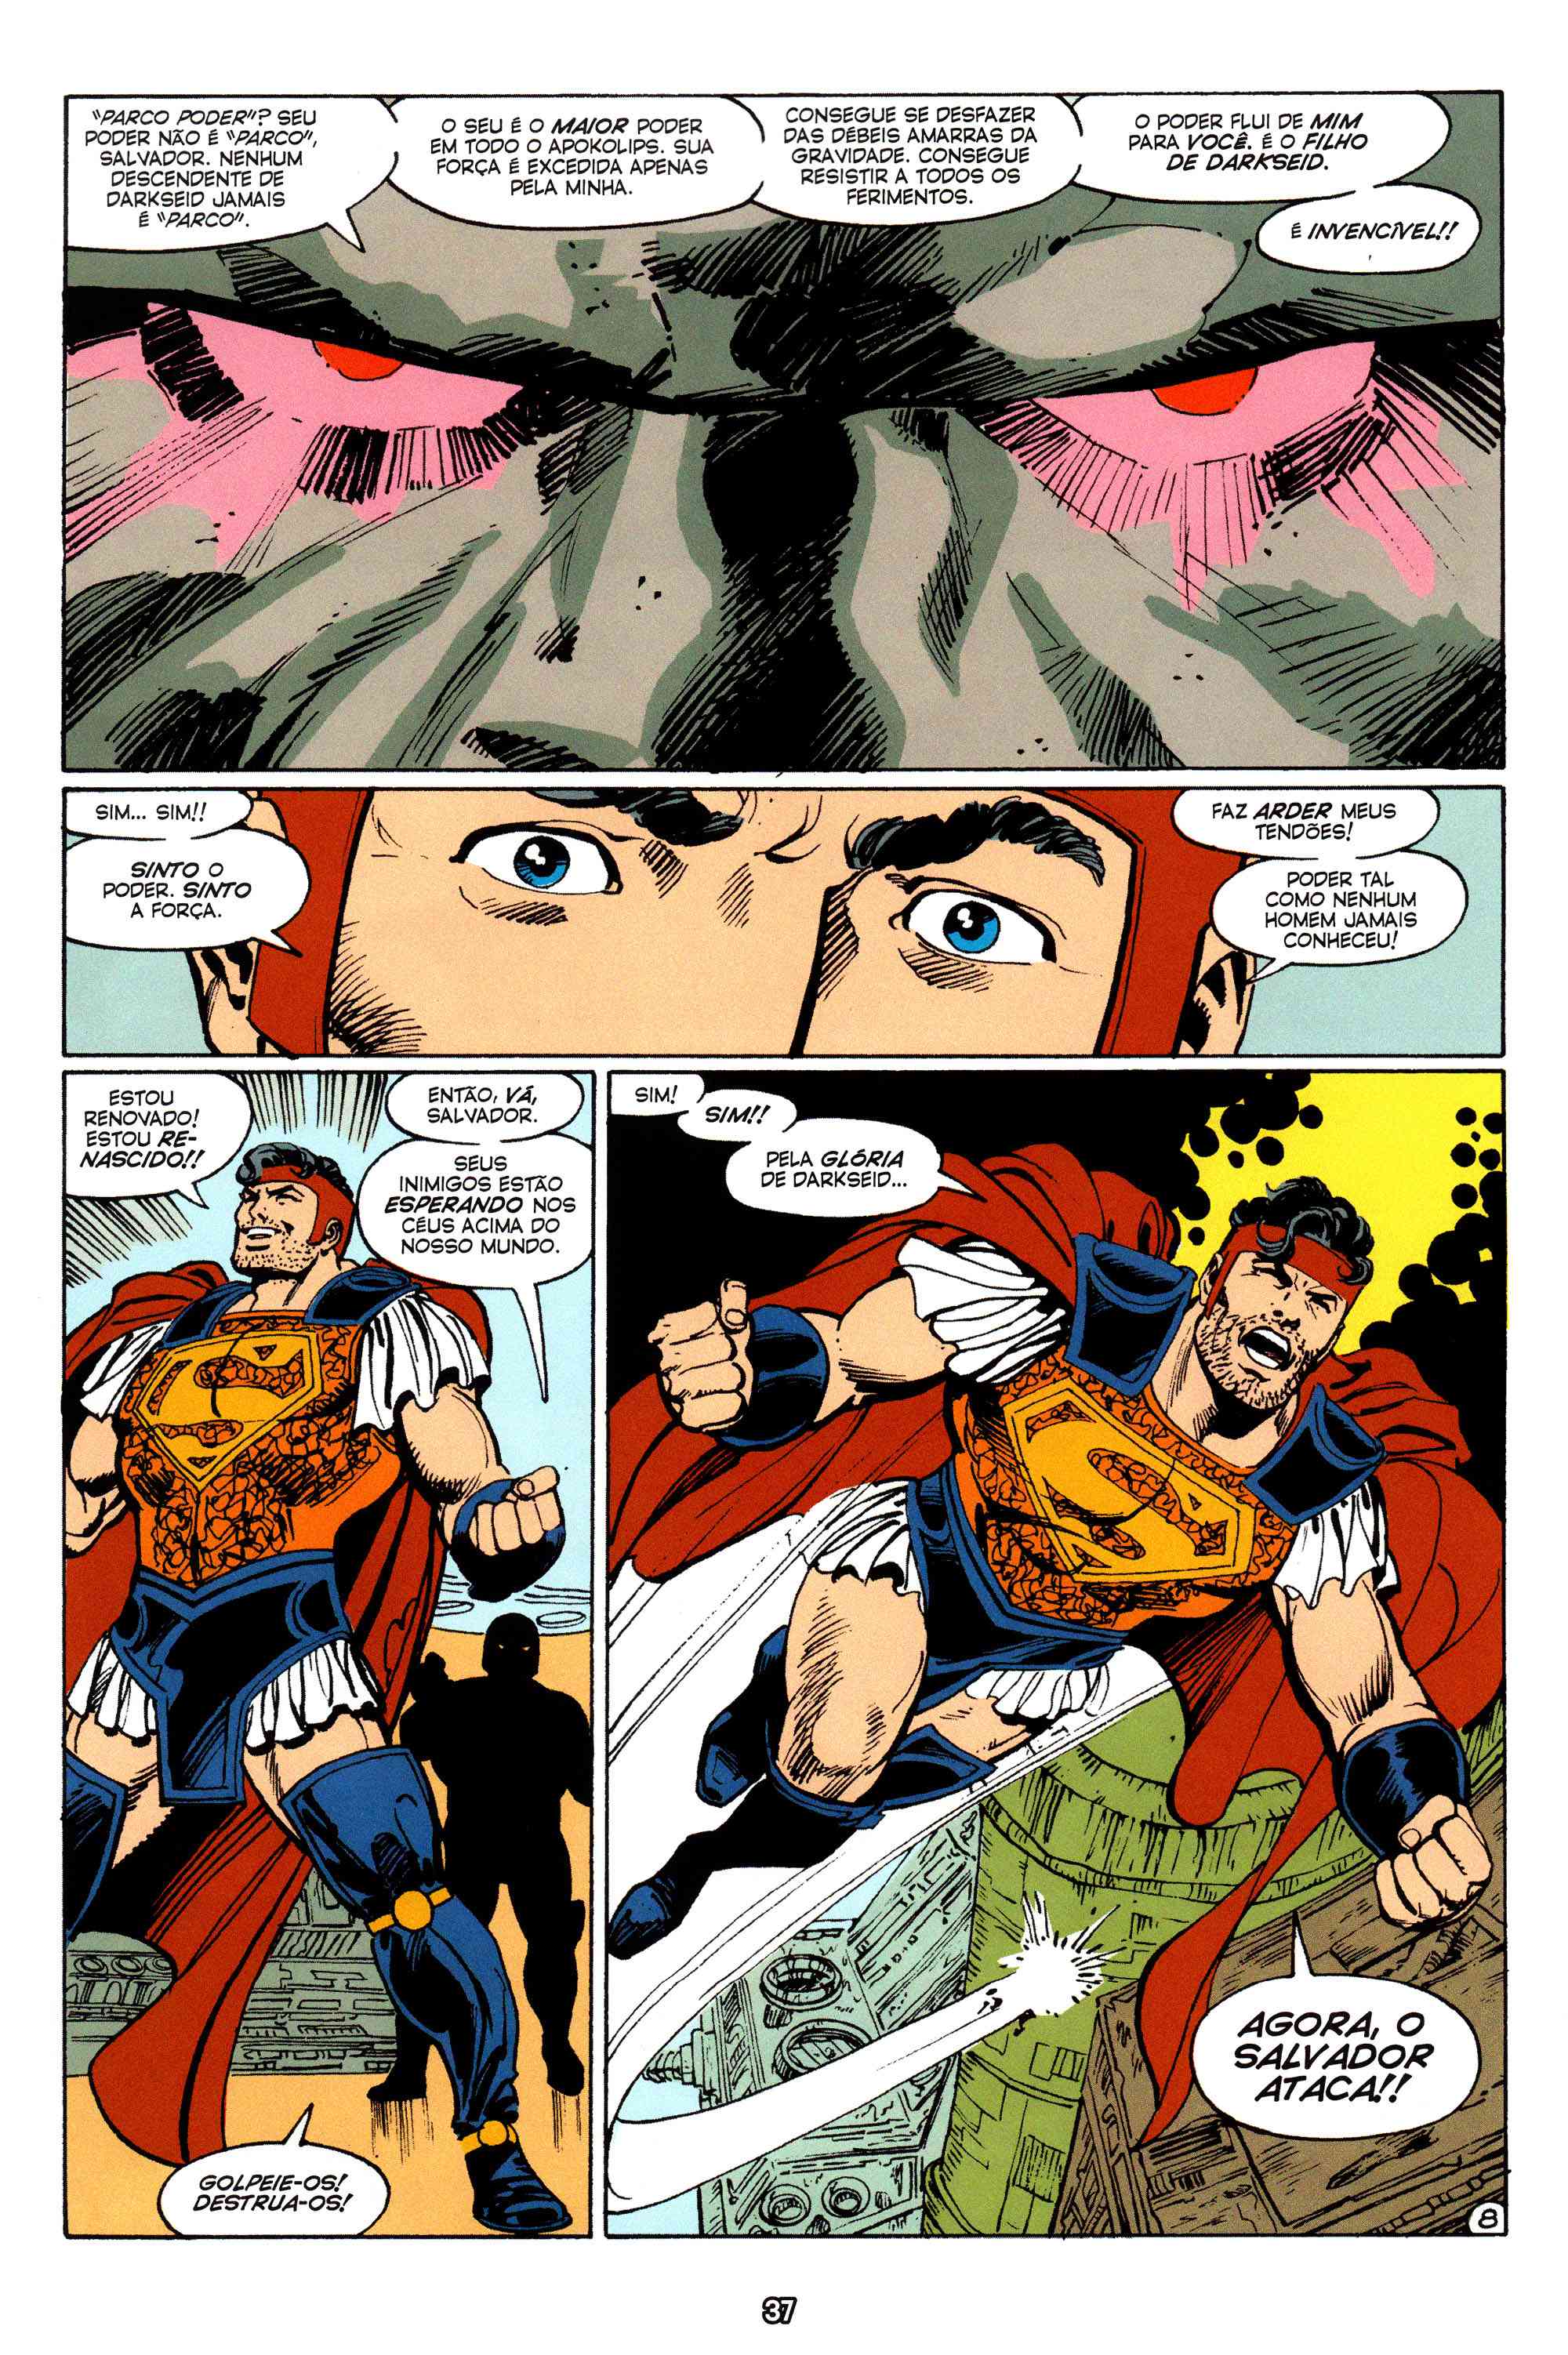 "PARCO PODER"? SEU
PODER NÃO É "PARCO",
SALVADOR. NENHUM
DESCENDENTE DE
DARKSEID JAMAIS
É "PARCO".
O SEU É O MAIOR PODER
EM TODO O APOKOLIPS. SUA
FORÇA É EXCEDIDA APENAS
PELA MINHA.
CONSEGUE SE DESFAZER
DAS DÉBEIS AMARRAS DA
GRAVIDADE. CONSEGUE
RESISTIR A TODOS OS
FERIMENTOS.
O PODER FLUI DE MIM
PARA VOCÊ. É O FILHO
DE DARKSEID.
É INVENCÍVEL!!
SIM... SIM!!
SINTO O
PODER. SINTO
A FORÇA.
FAZ ARDER MEUS
TENDÕES!
PODER TAL
COMO NENHUM
HOMEM JAMAIS
CONHECEU!
ESTOU
RENOVADO!
ESTOU RE-
NASCIDO!!
ENTÃO, VÁ,
SALVADOR.
SEUS
INIMIGOS ESTÃO
ESPERANDO NOS
CÉUS ACIMA DO
NOSSO MUNDO.
GOLPEIE-OS!
DESTRUA-OS!
SIM!
SIM!!
PELA GLÓRIA
DE DARKSEID...
AGORA, O
SALVADOR
ATACA!!
8
37